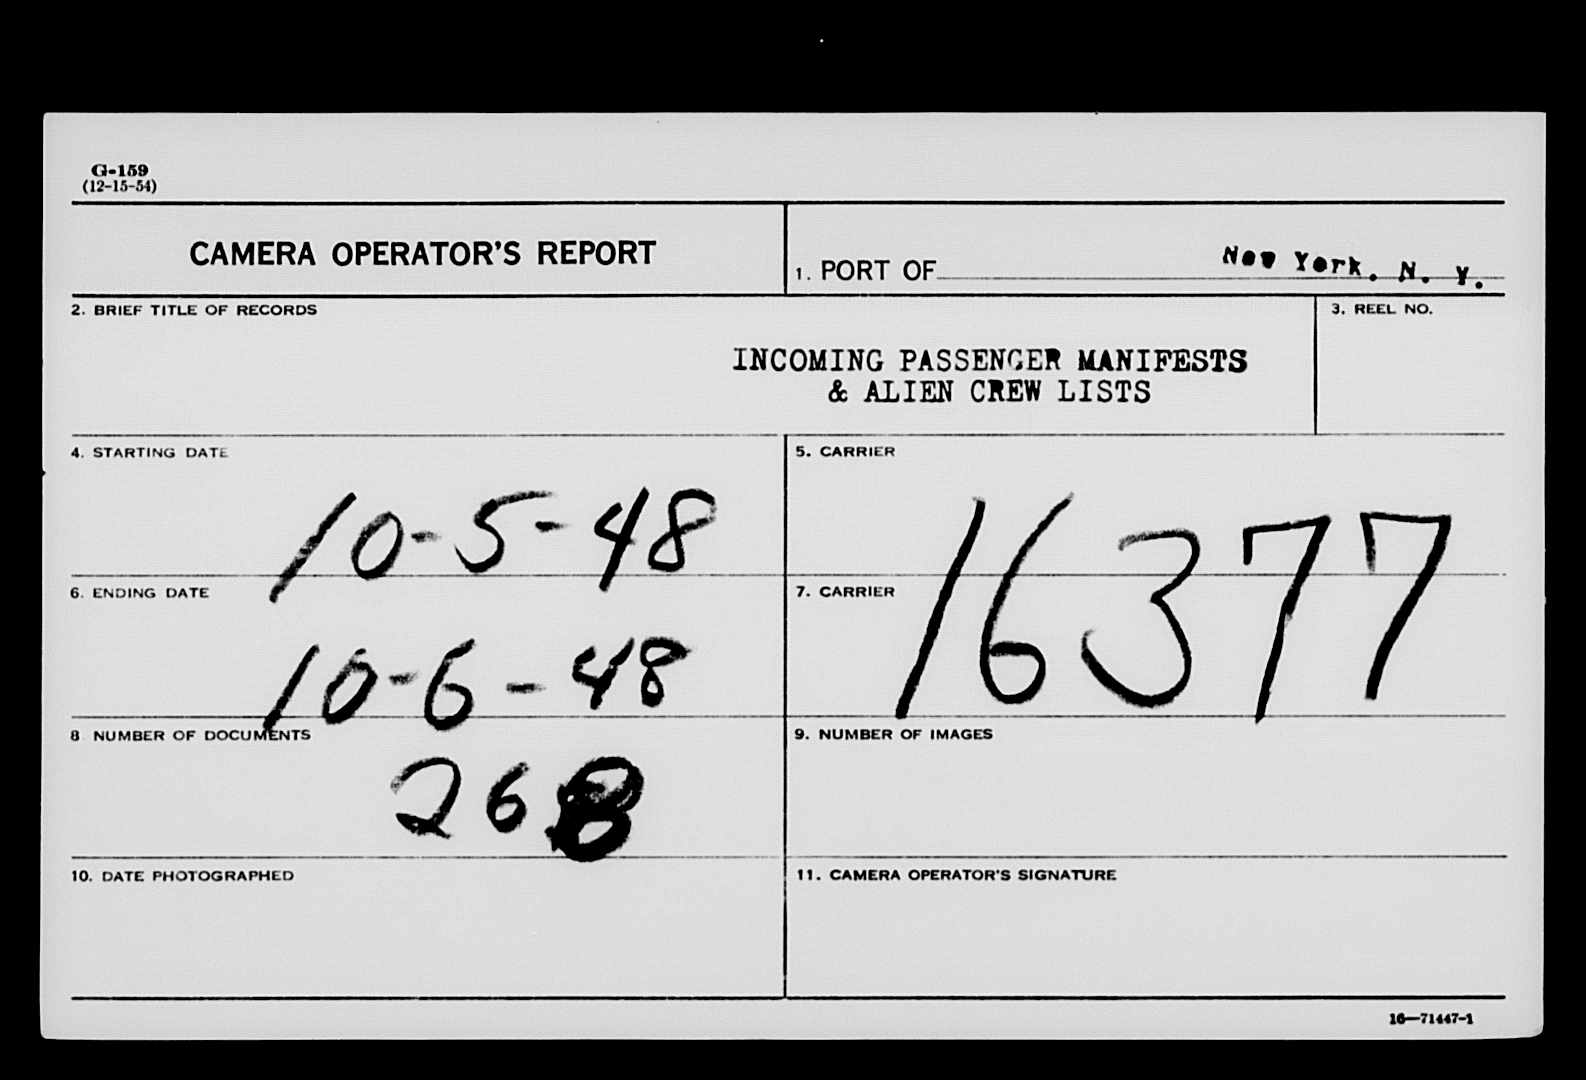 G-159
(12-15-54)
CAMERA OPERATOR'S REPORT
1. PORT OF New York, N. Y.
2. BRIEF TITLE OF RECORDS
3. REEL NO.
INCOMING PASSENGER MANIFESTS
& ALIEN CREW LISTS
4. STARTING DATE
10-5-48
5. CARRIER
16377
6. ENDING DATE
10-6-48
7. CARRIER
8 NUMBER OF DOCUMENTS
268
9. NUMBER OF IMAGES
10. DATE PHOTOGRAPHED
11. CAMERA OPERATOR'S SIGNATURE
16—71447-1